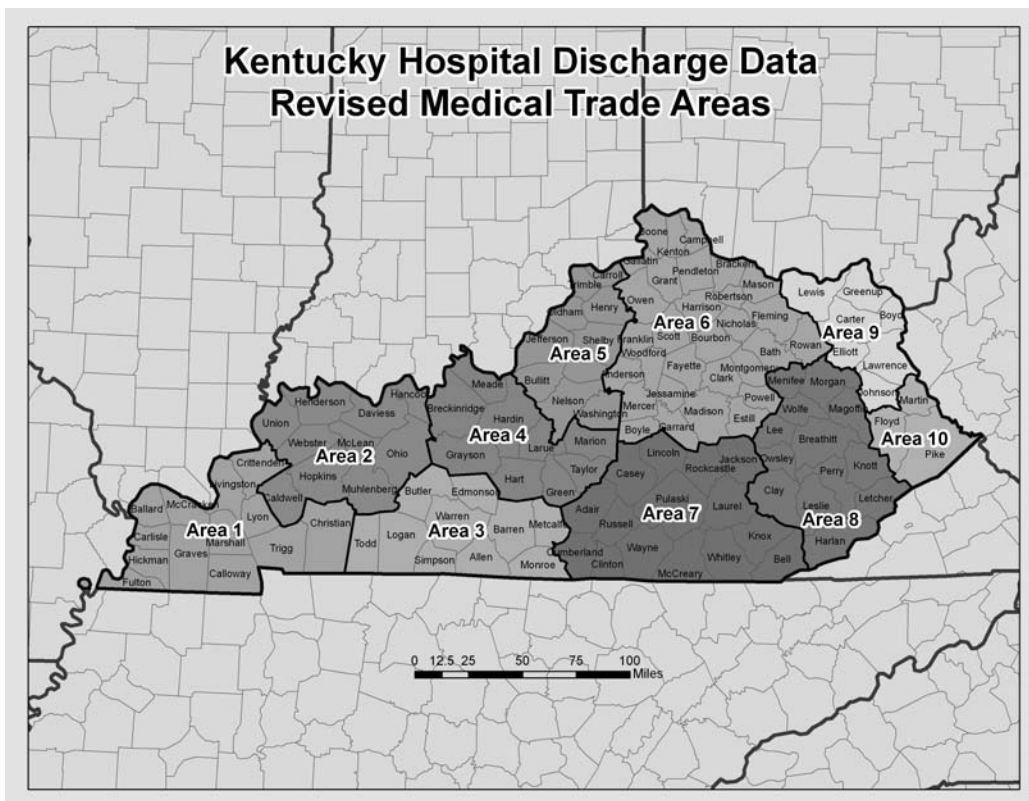 Kentucky Hospital Discharge Data
Revised Medical Trade Areas
Boone
Campbell
Kenton
Gallatin
Pendleton
Bracken
Grant
Mason
Carroll
Trimble
Owen
Robertson
Lewis
Greenup
Henry
Harrison
Oldham
Area 6
Nicholas
Fleming
Carter
Boyd
Jefferson
Shelby
Franklin
Scott
Bourbon
Area 9
Area 5
Woodford
Rowan
Elliott
Bath
Anderson
Fayette
Montgomery
Lawrence
Bullitt
Clark
Menifee
Morgan
Meade
Johnson
Martin
Hancoc
Nelson
Jessamine
Powell
Henderson
Breckinridge
Mercer
Wolfe
Magoffin
Daviess
Hardin
Washington
Madison
Estill
Floyd
Union
Boyle
Garrard
Lee
Area 10
Webster
McLean
Area 4
Marion
Breathitt
Area 2
Ohio
Grayson
Larue
Lincoln
Jackson
Owsley
Pike
Crittenden
Rockcastle
Perry
Knott
Hopkins
Taylor
Casey
Livingston
Hart
Muhlenberg
Butler
Edmonson
Green
Clay
Letcher
Caldwell
Pulaski
Ballard
McCracken
Adair
Area 7
Laurel
Leslie
Lyon
Christian
Warren
Barren
Metcalfe
Russell
Area 8
Area 1
Area 3
Carlisle
Marshall
Todd
Logan
Knox
Harlan
Hickman
Graves
Trigg
Simpson
Allen
Monroe
Cumberland
Wayne
Whitley
Bell
Fulton
Calloway
Clinton
McCreary
0 12.5 25 50 75 100
Miles